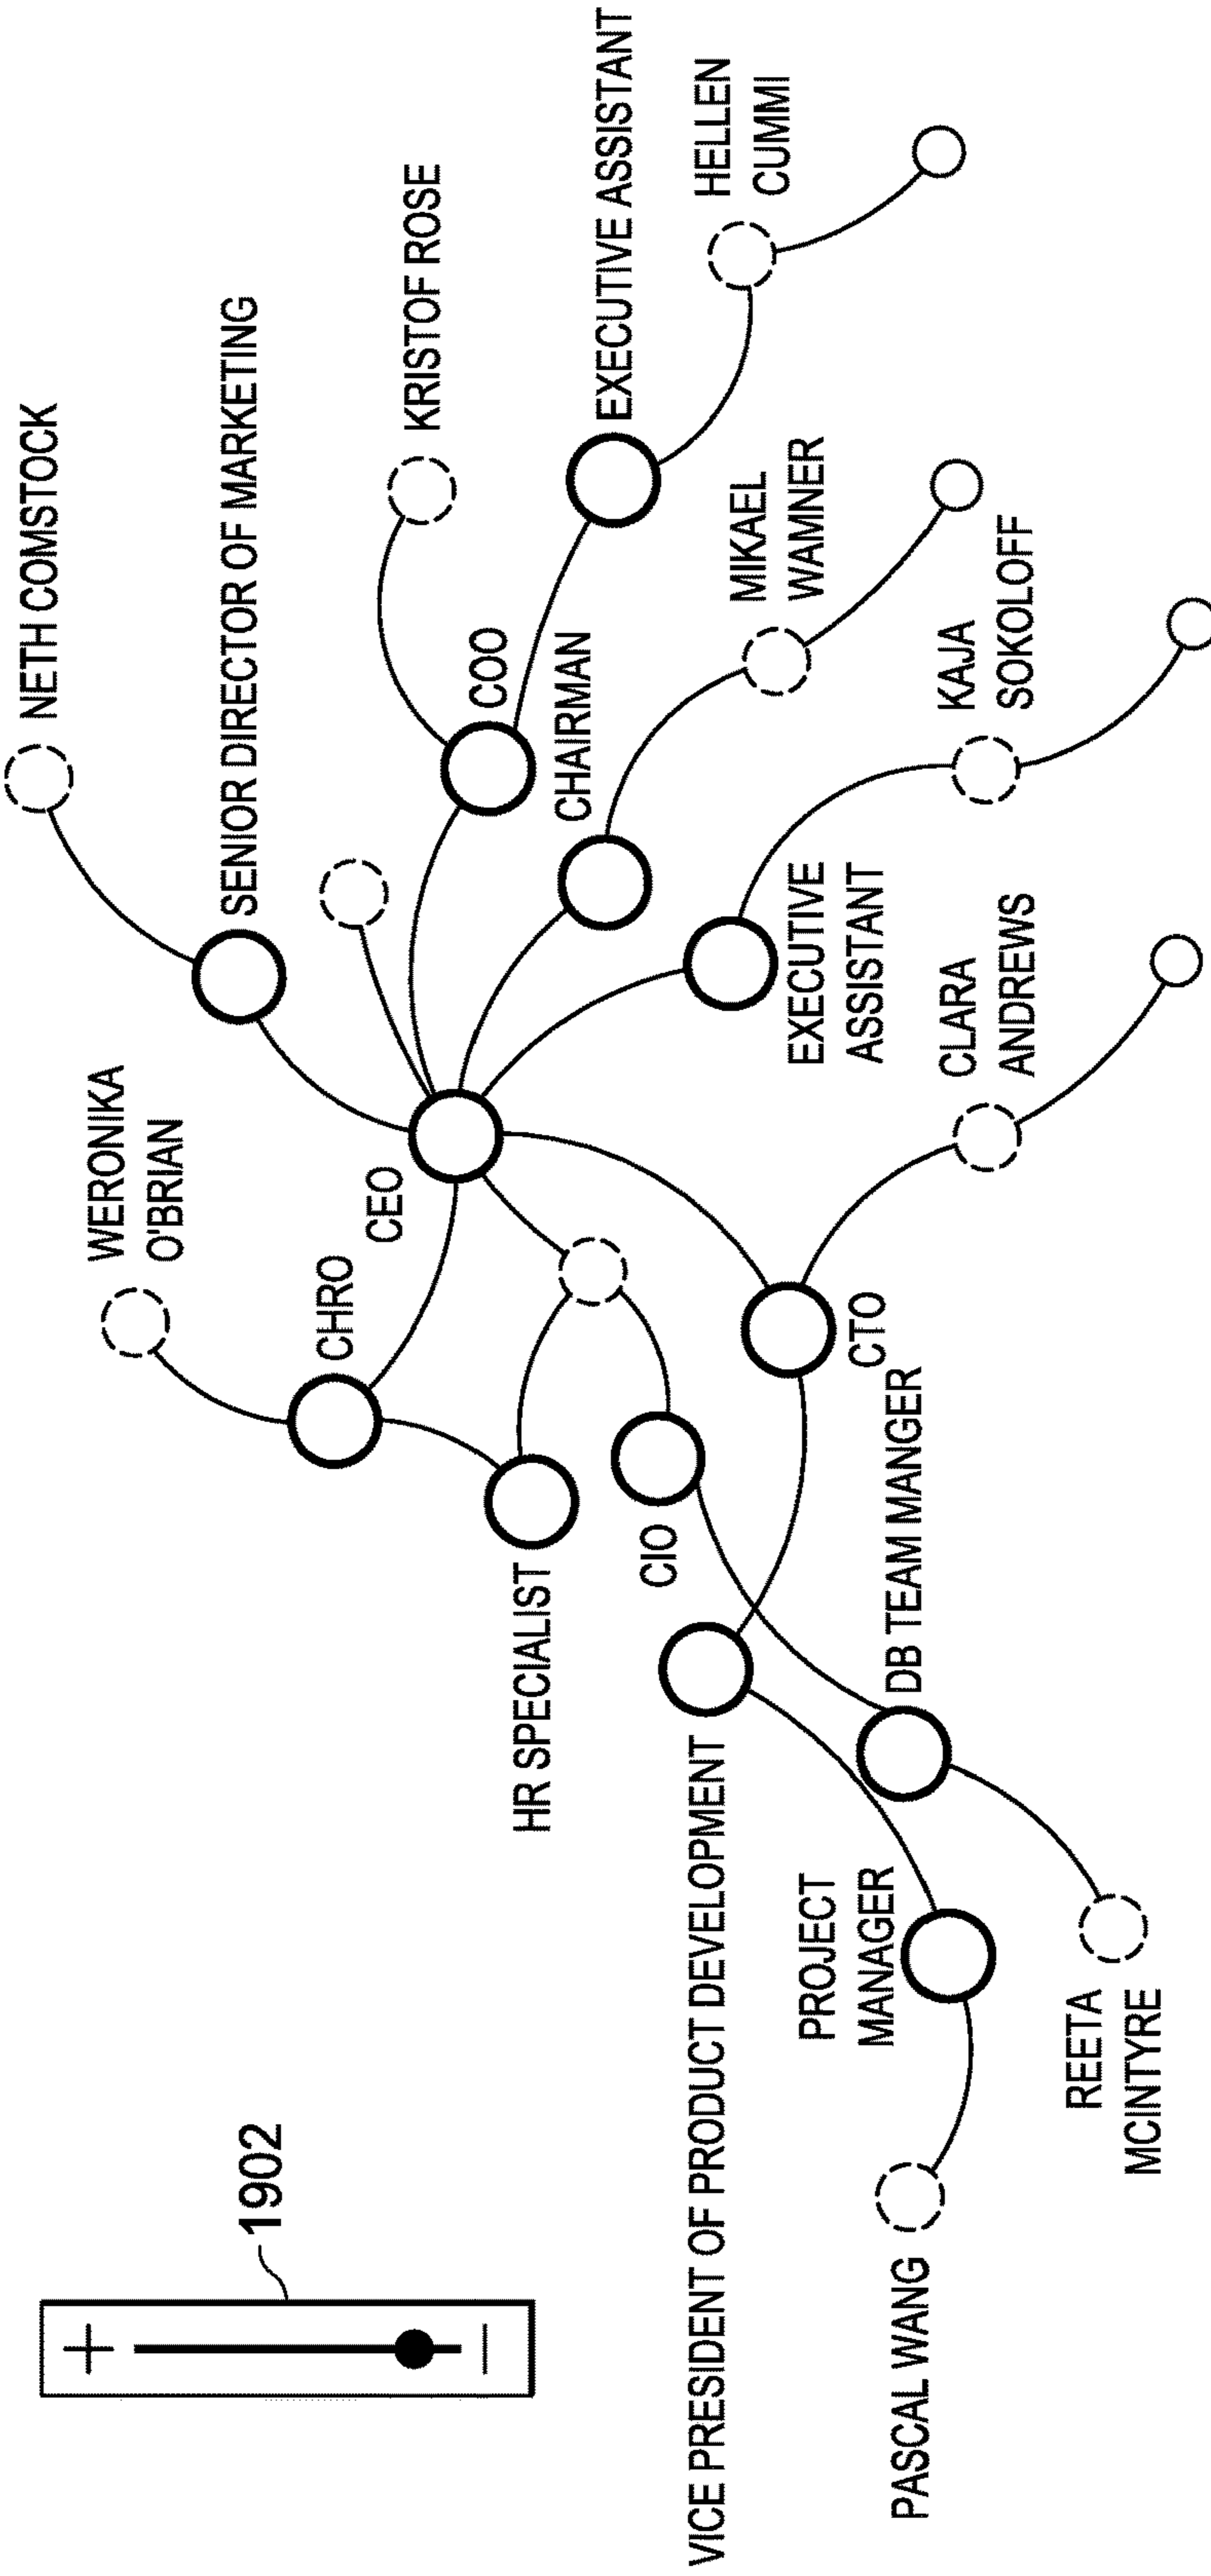 1902
NETH COMSTOCK
SENIOR DIRECTOR OF MARKETING
WERONIKA
O'BRIAN
KRISTOF ROSE
CHRO
CEO
COO
CHAIRMAN
EXECUTIVE ASSISTANT
HELLEN
CUMMI
HR SPECIALIST
CIO
MIKAEL
WAMNER
VICE PRESIDENT OF PRODUCT DEVELOPMENT
EXECUTIVE
ASSISTANT
KAJA
SOKOLOFF
PROJECT
MANAGER
CTO
DB TEAM MANGER
CLARA
ANDREWS
PASCAL WANG
REETA
MCINTYRE